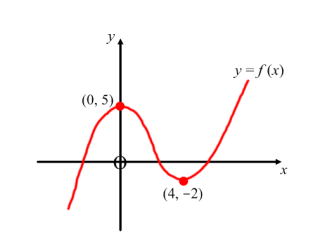 y
y = f (x)
(0, 5)
O
x
(4, −2)